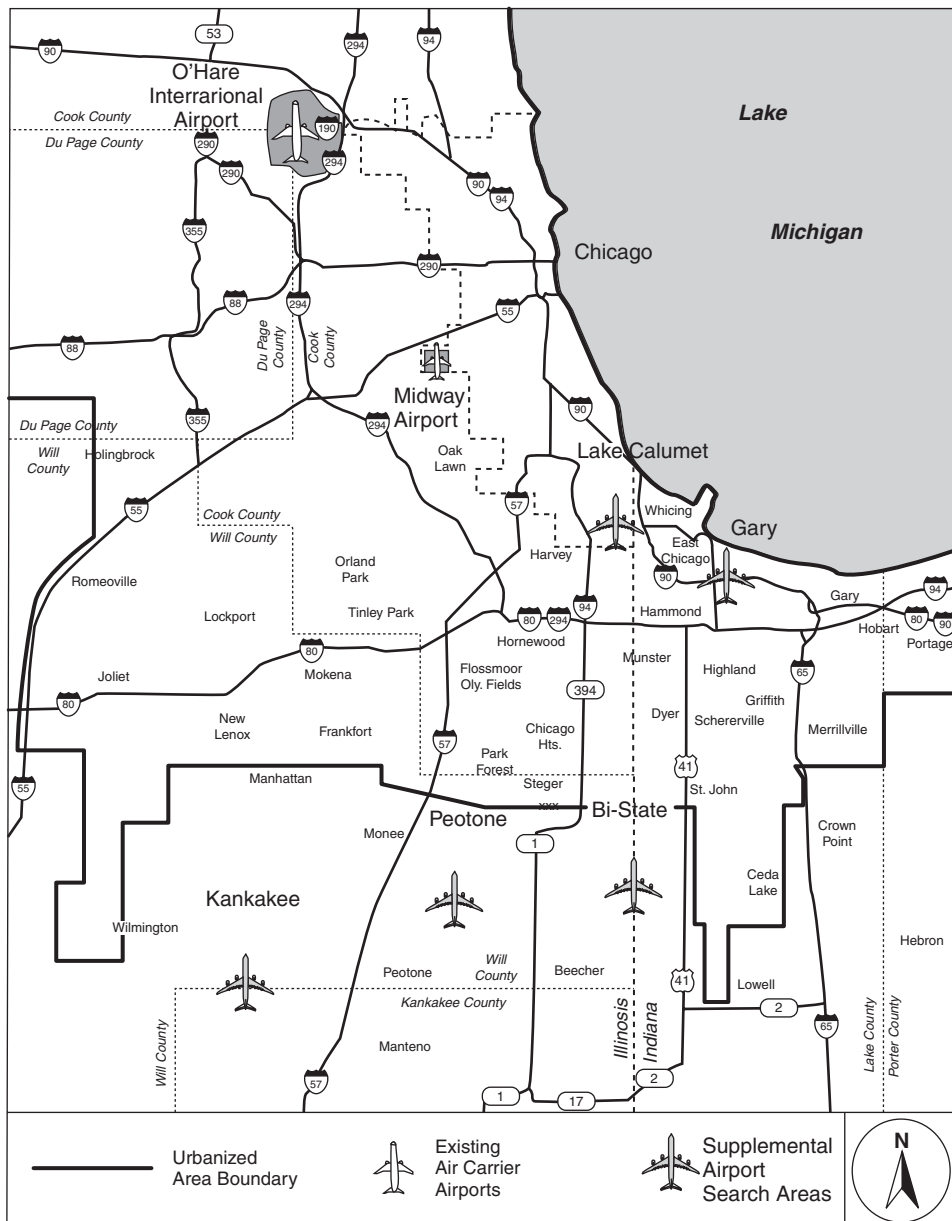 53
90
294
94
O'Hare
Interrarional
Airport
Lake
Michigan
190
Cook County
Du Page County
290
290
294
90
94
355
Chicago
290
88
294
55
88
Du Page
County
Cook
County
Midway
Airport
90
355
294
Du Page County
Will
County
Holingbrock
Oak
Lawn
Lake Calumet
57
55
Whicing
Gary
Cook County
Will County
Harvey
East
Chicago
Orland
Park
Romeoville
90
94
Gary
Lockport
Tinley Park
94
Hammond
80
294
80
90
Hobart
Portage
Hornewood
80
Mokena
Joliet
Flossmoor
Oly. Fields
Munster
Highland
65
80
394
Griffith
New
Lenox
Frankfort
Chicago
Hts.
Dyer
Schererville
Merrillville
57
Park
Forest
41
Manhattan
Steger
St. John
55
xxx
Peotone
Bi-State
Monee
1
Crown
Point
Kankakee
Ceda
Lake
Wilmington
Hebron
Peotone
Will
County
Beecher
41
Lowell
Kankakee County
2
Will County
Manteno
Illinosis
Indiana
65
Lake County
Porter County
57
2
1
17
Urbanized
Area Boundary
Existing
Air Carrier
Airports
Supplemental
Airport
Search Areas
N